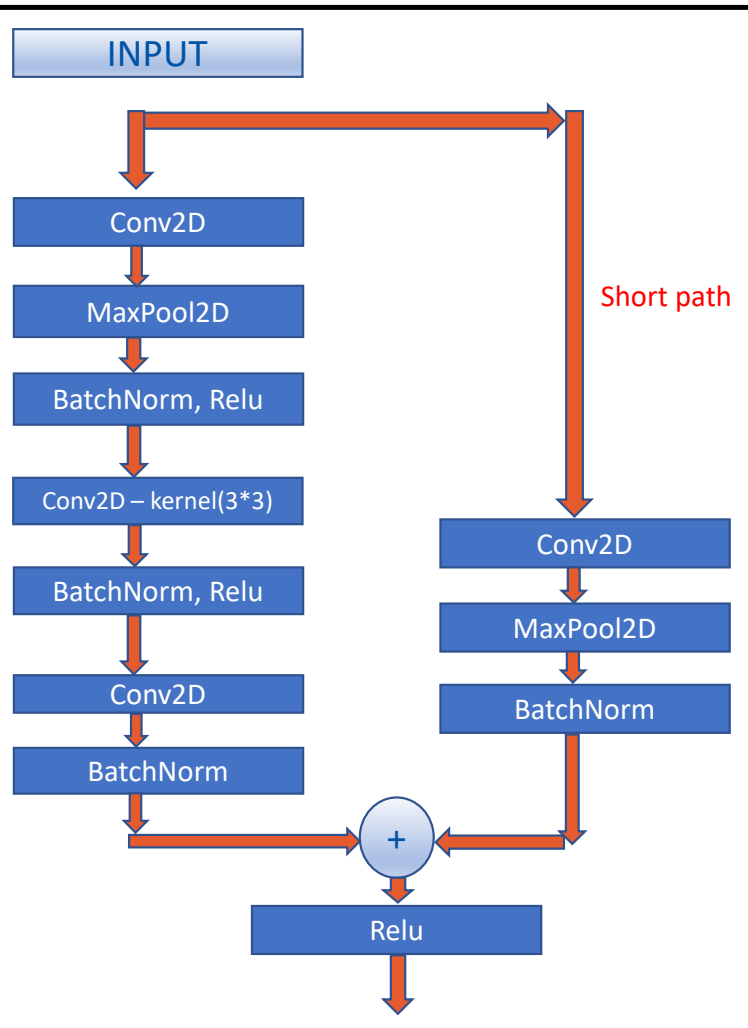 INPUT
Conv2D
MaxPool2D
BatchNorm, Relu
Conv2D – kernel(3*3)
BatchNorm, Relu
Conv2D
BatchNorm
Short path
Conv2D
MaxPool2D
BatchNorm
+
Relu